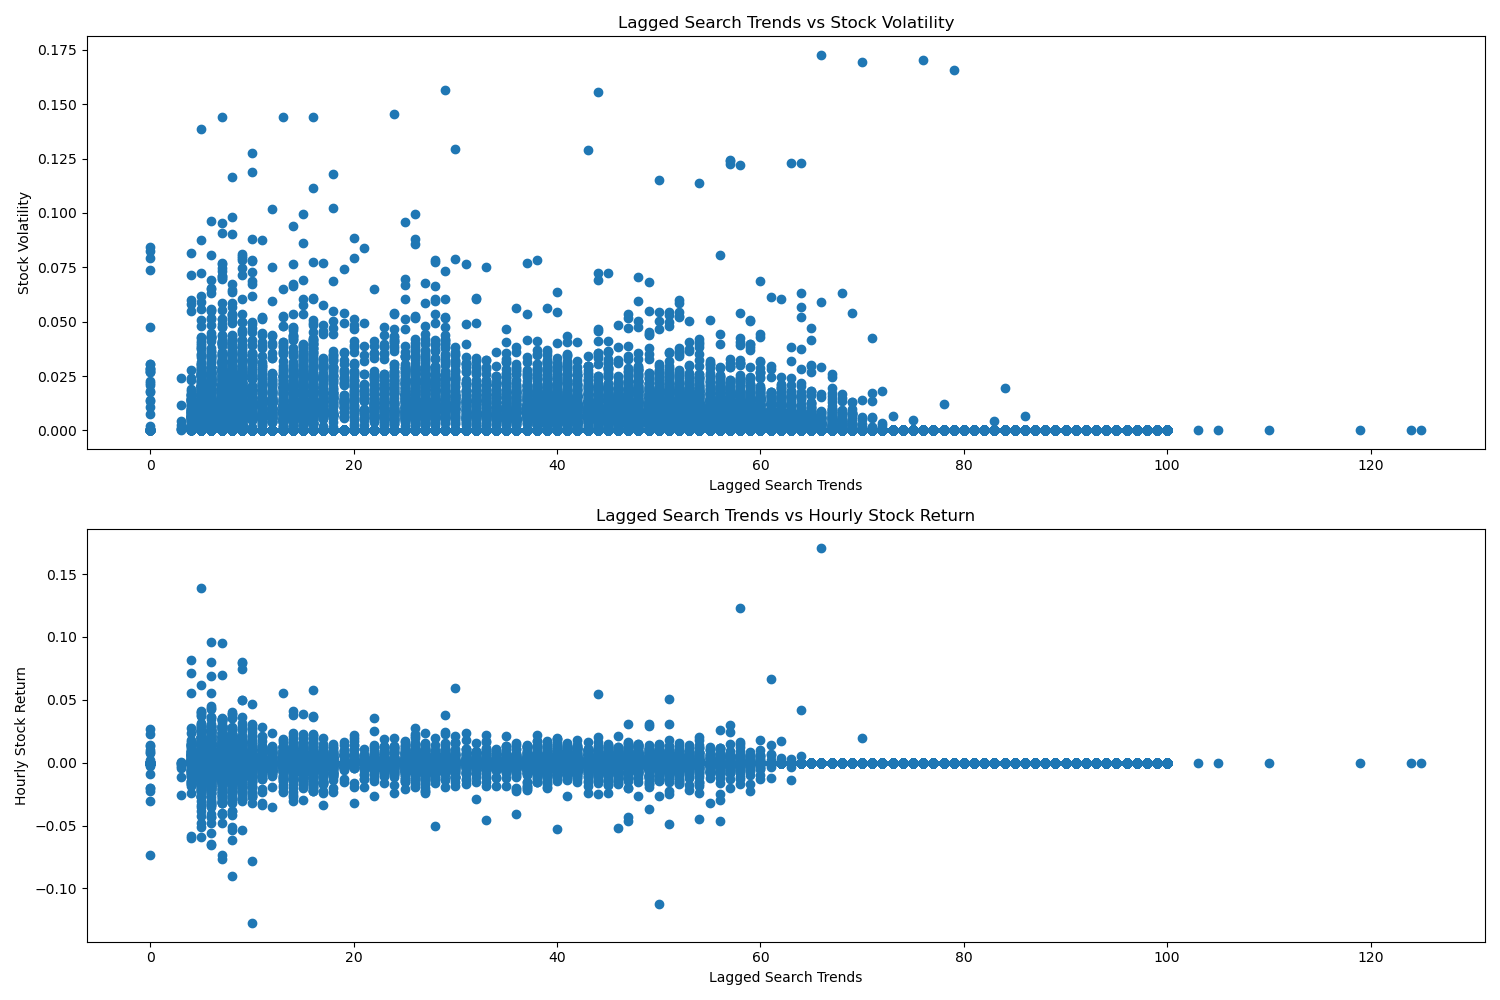 Lagged Search Trends vs Stock Volatility
0.175
0.150
0.125
0.100
0.075
0.050
0.025
0.000
Stock Volatility
0 20 40 60 80 100 120
Lagged Search Trends
Lagged Search Trends vs Hourly Stock Return
0.15
0.10
0.05
0.00
−0.05
−0.10
Hourly Stock Return
0 20 40 60 80 100 120
Lagged Search Trends